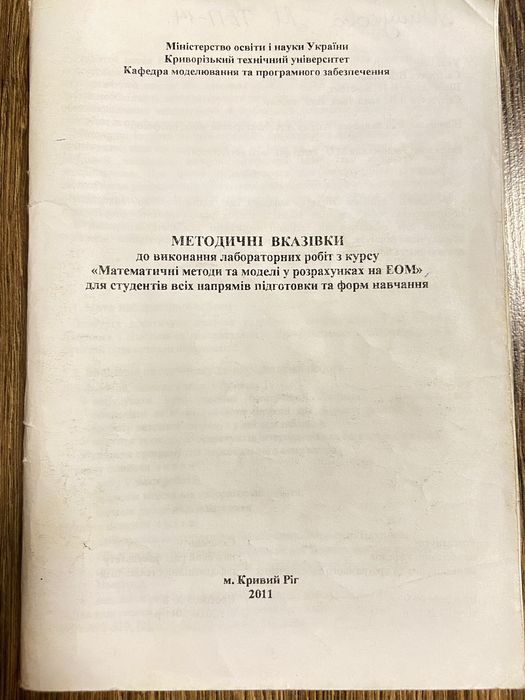 Міністерство освіти і науки України
Криворізький технічний університет
Кафедра моделювання та програмного забезпечення
МЕТОДИЧНІ ВКАЗІВКИ
до виконання лабораторних робіт з курсу
«Математичні методи та моделі у розрахунках на ЕОМ»
для студентів всіх напрямів підготовки та форм навчання
м. Кривий Ріг
2011